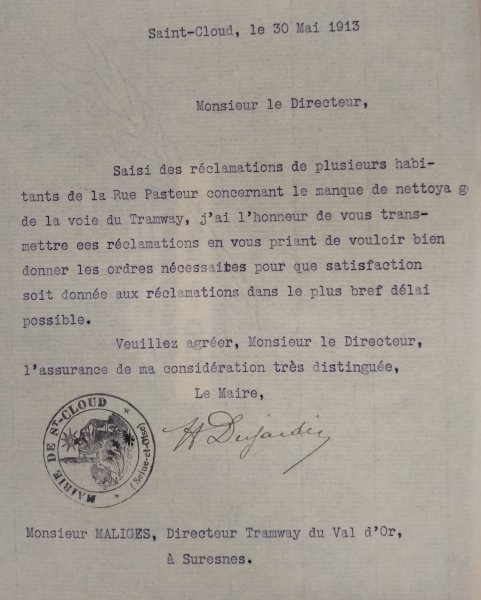 Saint-Cloud, le 30 Mai 1913
Monsieur le Directeur,
Saisi des réclamations de plusieurs habi-
tants de la Rue Pasteur concernant le manque de nettoya g
de la voie du Tramway, j'ai l'honneur de vous trans-
mettre ees réclamations en vous priant de vouloir bien
donner les ordres nécessaites pour que satisfaction
soit donnée aux réclamations dans le plus bref délai
possible.
Veuillez agréer, Monsieur le Directeur,
l'assurance de ma considération très distinguée,
Le Maire,
H Dujardin
MAIRIE DE ST-CLOUD
(Seine-et-Oise)
Monsieur MALIGES, Directeur Tramway du Val d'Or,
à Suresnes.